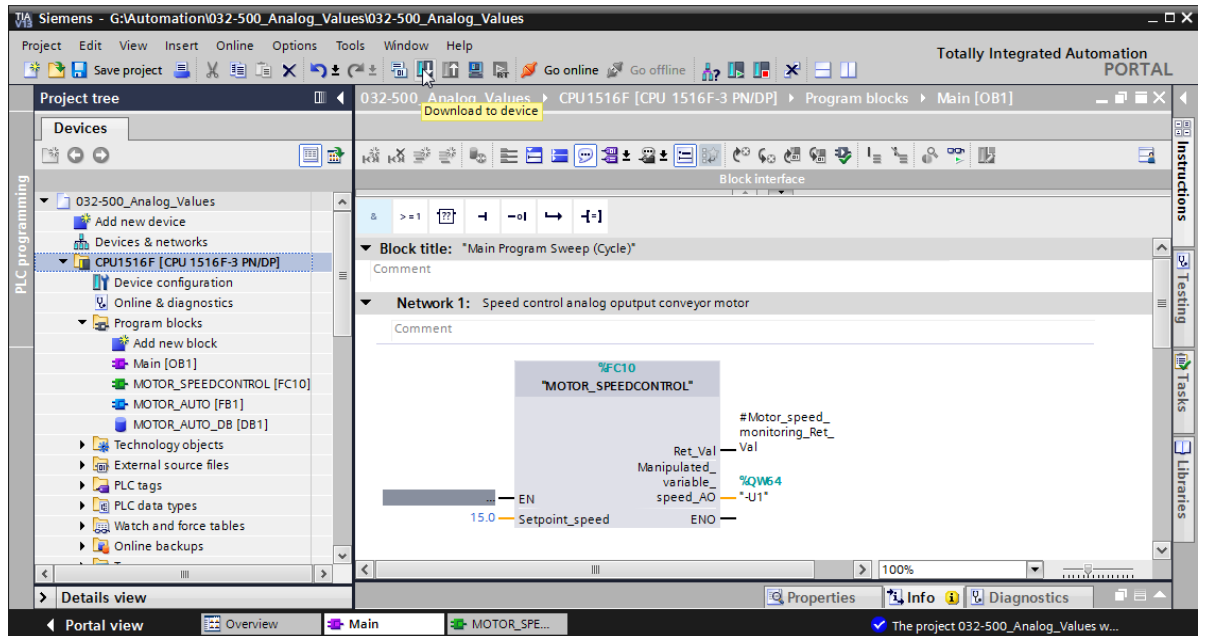 Siemens - G:\Automation\032-500_Analog_Values\032-500_Analog_Values
Project Edit View Insert Online Options Tools Window Help
Totally Integrated Automation
PORTAL
Save project
Go online
Go offline
Download to device
Project tree
032-500_Analog_Values ▸ CPU1516F [CPU 1516F-3 PN/DP] ▸ Program blocks ▸ Main [OB1]
Devices
Block interface
PLC programming
032-500_Analog_Values
Add new device
Devices & networks
CPU1516F [CPU 1516F-3 PN/DP]
Device configuration
Online & diagnostics
Program blocks
Add new block
Main [OB1]
MOTOR_SPEEDCONTROL [FC10]
MOTOR_AUTO [FB1]
MOTOR_AUTO_DB [DB1]
Technology objects
External source files
PLC tags
PLC data types
Watch and force tables
Online backups
& >=1 ??
Block title: "Main Program Sweep (Cycle)"
Comment
Network 1: Speed control analog oputput conveyor motor
Comment
%FC10
"MOTOR_SPEEDCONTROL"
#Motor_speed_
monitoring_Ret_
Ret_Val Val
Manipulated_
variable_ %QW64
... EN speed_AO "-U1"
15.0 Setpoint_speed ENO
100%
Instructions
Testing
Tasks
Libraries
Details view
Properties Info Diagnostics
Portal view Overview Main MOTOR_SPE... The project 032-500_Analog_Values w...